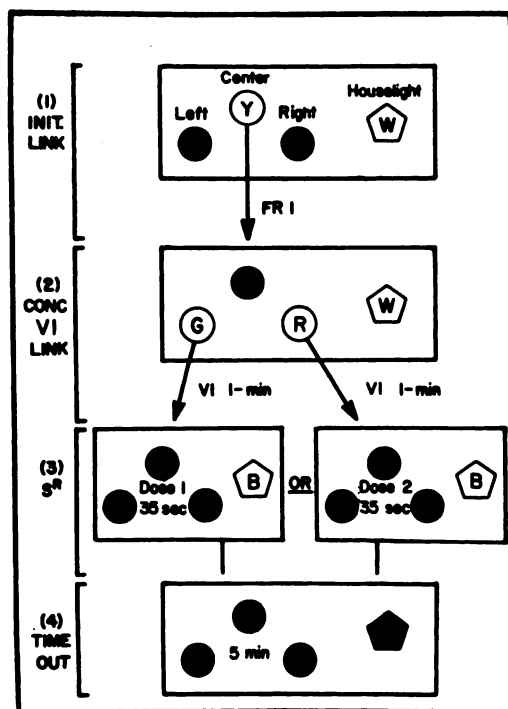 (1)
INIT.
LINK
Center
Y
Left
Right
Houselight
W
FR 1
(2)
CONC
VI
LINK
G
R
W
VI 1-min
VI 1-min
(3)
Sᴿ
Dose 1
35 sec
B
OR
Dose 2
35 sec
B
(4)
TIME
OUT
5 min